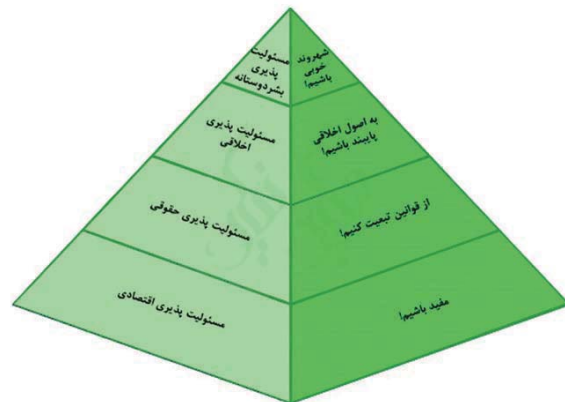 شهروند
خوبی
باشیم!
مسئولیت
پذیری
بشردوستانه
به اصول اخلاقی
پایبند باشیم!
مسئولیت پذیری
اخلاقی
از قوانین تبعیت کنیم!
مسئولیت پذیری حقوقی
مفید باشیم!
مسئولیت پذیری اقتصادی